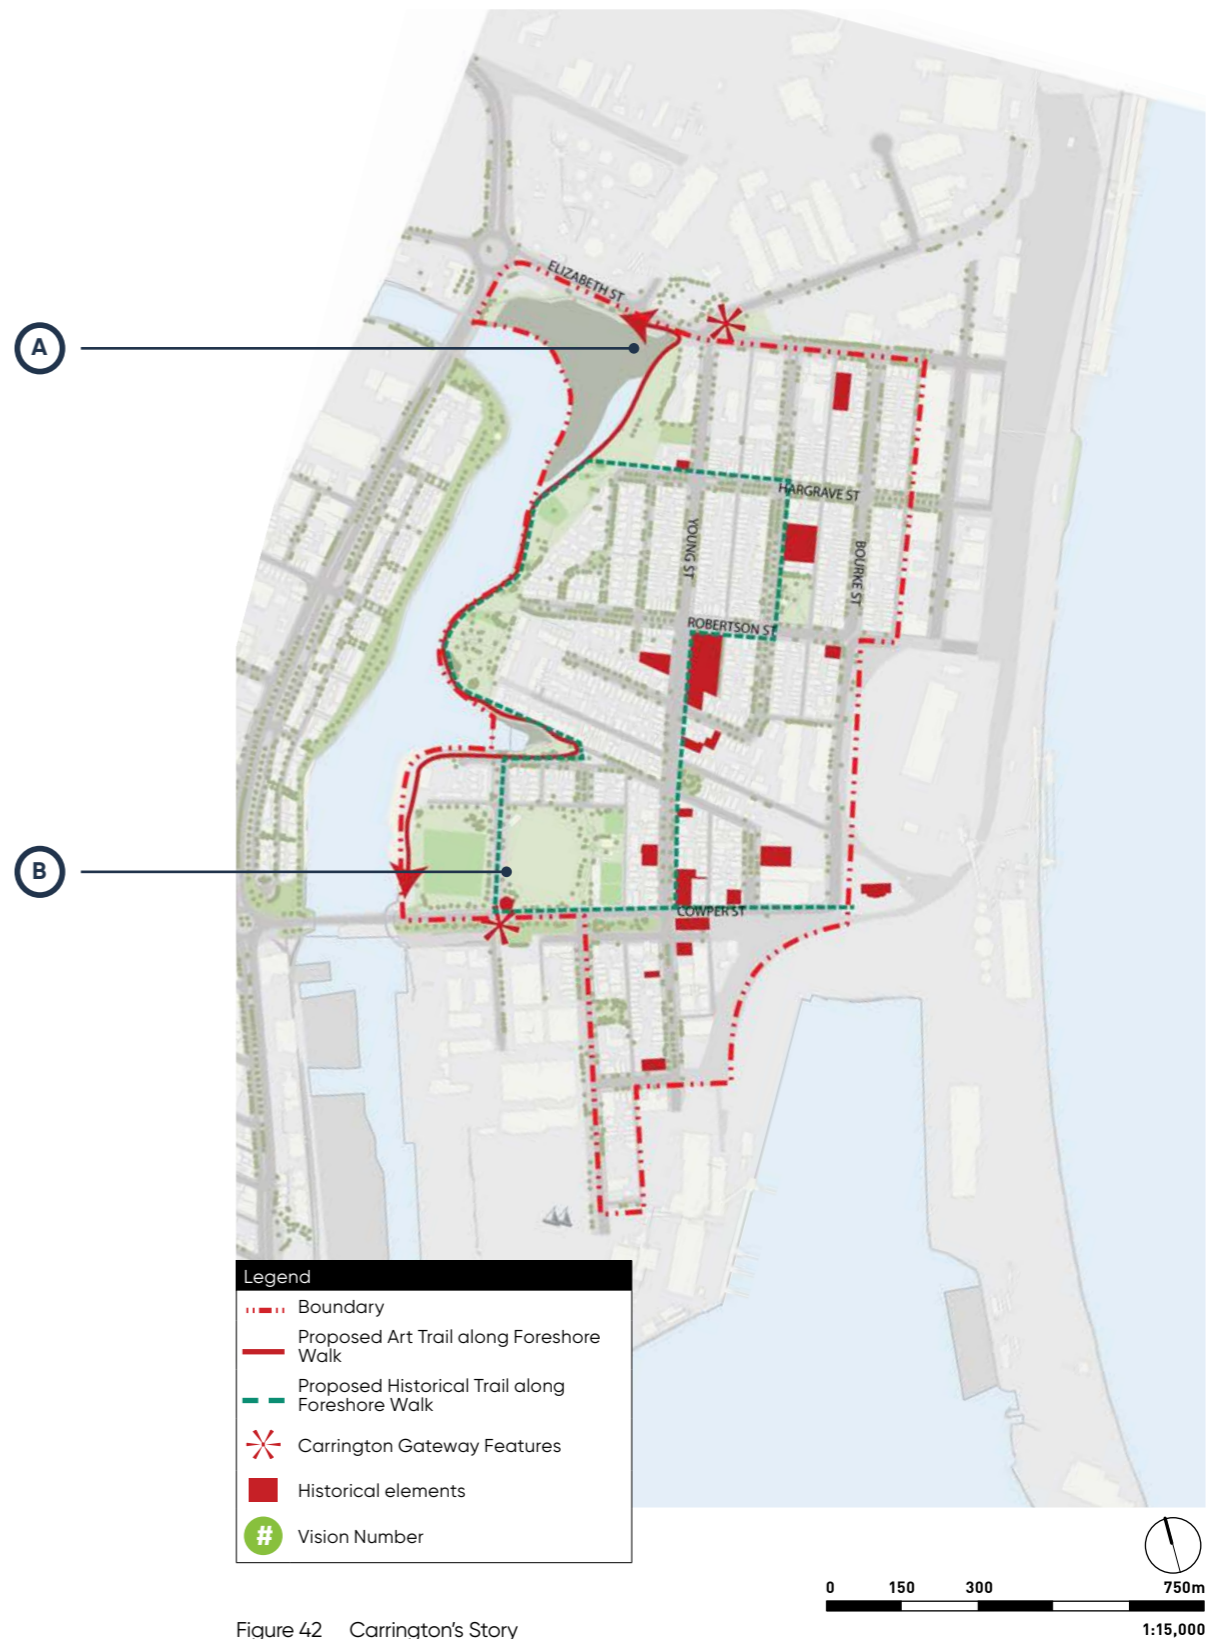 ELIZABETH ST
A
HARGRAVE ST
YOUNG ST
BOURKE ST
ROBERTSON ST
B
COWPER ST
Legend
Boundary
Proposed Art Trail along Foreshore
Walk
Proposed Historical Trail along
Foreshore Walk
Carrington Gateway Features
Historical elements
#
Vision Number
0 150 300 750m
1:15,000
Figure 42 Carrington's Story